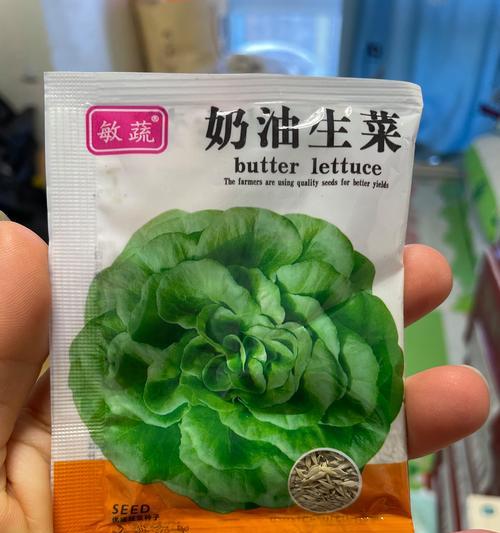 敏蔬®
奶油生菜
butter lettuce
The farmers are using quality seeds for better yields
SEED